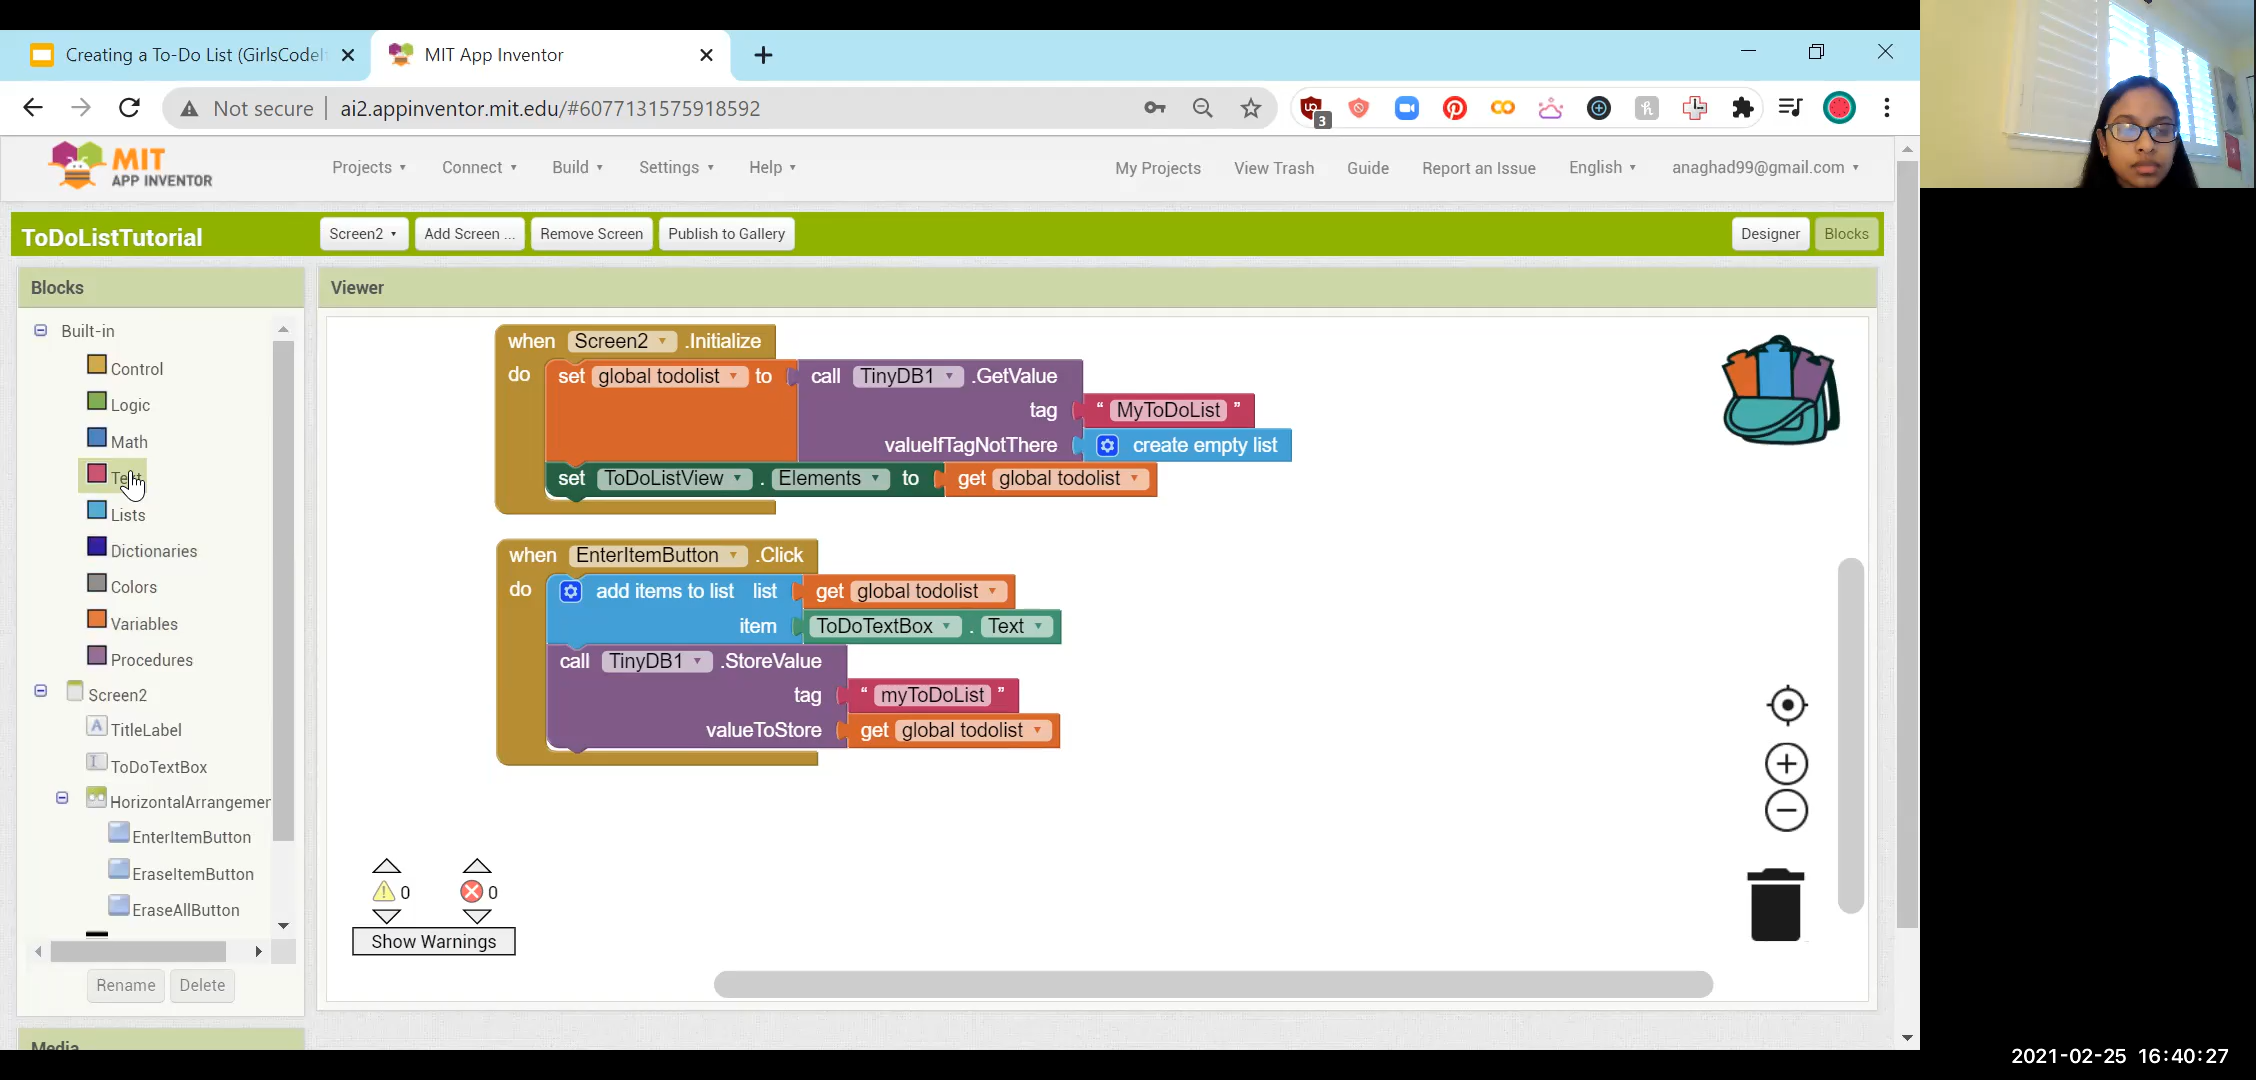 Creating a To-Do List (GirlsCodeIt
MIT App Inventor
Not secure
ai2.appinventor.mit.edu/#6077131575918592
3
MIT
APP INVENTOR
Projects
Connect
Build
Settings
Help
My Projects
View Trash
Guide
Report an Issue
English
anaghad99@gmail.com
ToDoListTutorial
Screen2
Add Screen ...
Remove Screen
Publish to Gallery
Designer
Blocks
Blocks
Built-in
Control
Logic
Math
Lists
Dictionaries
Colors
Variables
Procedures
Screen2
TitleLabel
ToDoTextBox
HorizontalArrangemer
EnterItemButton
EraseItemButton
EraseAllButton
Rename
Delete
Media
Viewer
when Screen2 .Initialize
do set global todolist to call TinyDB1 .GetValue
tag " MyToDoList "
valueIfTagNotThere create empty list
set ToDoListView . Elements to get global todolist
when EnterItemButton .Click
do add items to list list get global todolist
item ToDoTextBox . Text
call TinyDB1 .StoreValue
tag " myToDoList "
valueToStore get global todolist
0
0
Show Warnings
2021-02-25 16:40:27